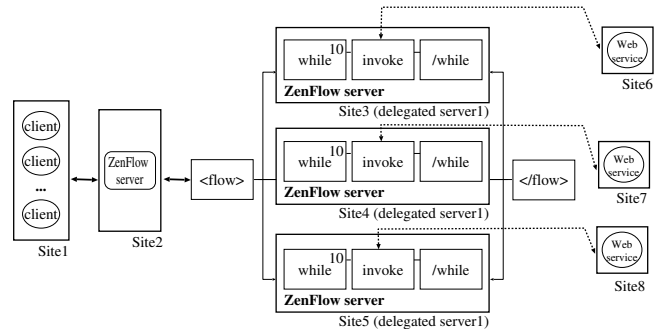 client
client
...
client
Site1
ZenFlow
server
Site2
<flow>
10
while
invoke
/while
ZenFlow server
Site3 (delegated server1)
10
while
invoke
/while
ZenFlow server
Site4 (delegated server1)
10
while
invoke
/while
ZenFlow server
Site5 (delegated server1)
</flow>
Web
service
Site6
Web
service
Site7
Web
service
Site8